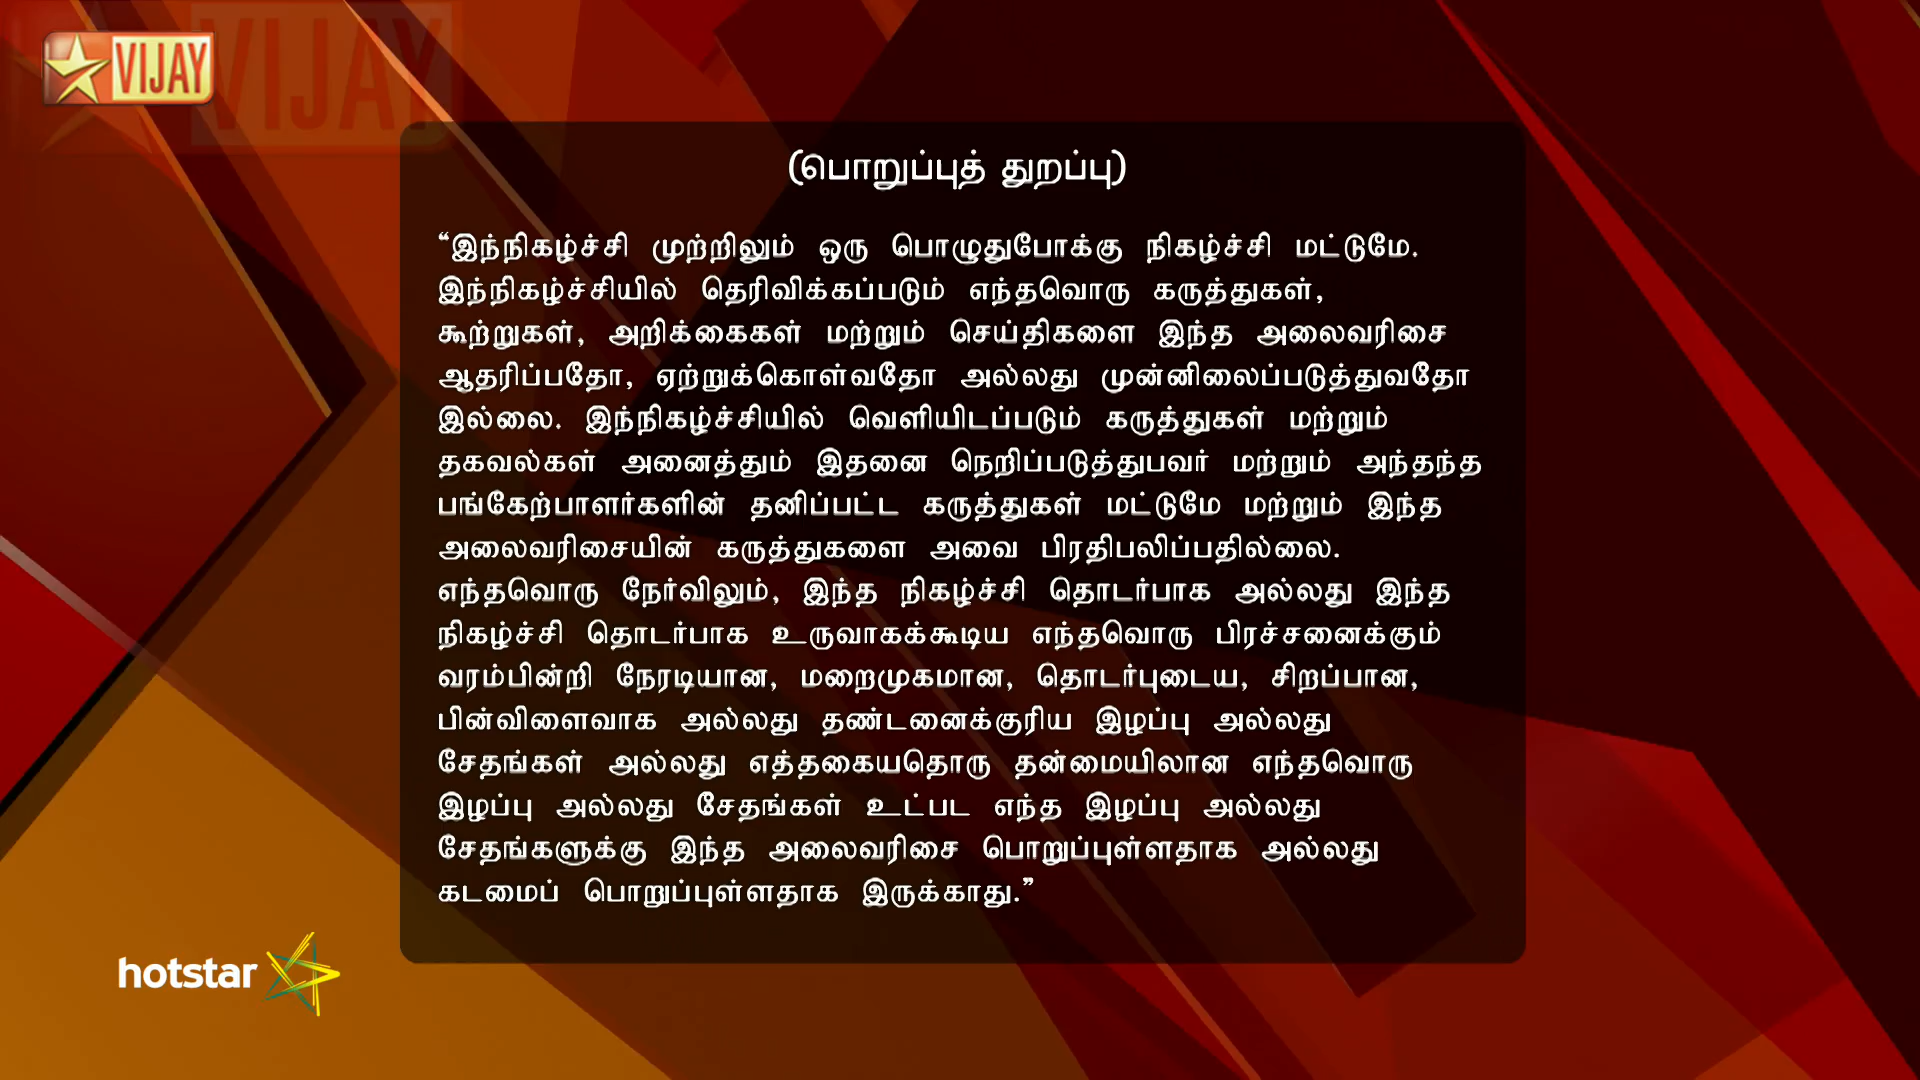 VIJAY
VIJAY
(பொறுப்புத் துறப்பு)
“இந்நிகழ்ச்சி முற்றிலும் ஒரு பொழுதுபோக்கு நிகழ்ச்சி மட்டுமே.
இந்நிகழ்ச்சியில் தெரிவிக்கப்படும் எந்தவொரு கருத்துகள்,
கூற்றுகள், அறிக்கைகள் மற்றும் செய்திகளை இந்த அலைவரிசை
ஆதரிப்பதோ, ஏற்றுக்கொள்வதோ அல்லது முன்னிலைப்படுத்துவதோ
இல்லை. இந்நிகழ்ச்சியில் வெளியிடப்படும் கருத்துகள் மற்றும்
தகவல்கள் அனைத்தும் இதனை நெறிப்படுத்துபவர் மற்றும் அந்தந்த
பங்கேற்பாளர்களின் தனிப்பட்ட கருத்துகள் மட்டுமே மற்றும் இந்த
அலைவரிசையின் கருத்துகளை அவை பிரதிபலிப்பதில்லை.
எந்தவொரு நேர்விலும், இந்த நிகழ்ச்சி தொடர்பாக அல்லது இந்த
நிகழ்ச்சி தொடர்பாக உருவாகக்கூடிய எந்தவொரு பிரச்சனைக்கும்
வரம்பின்றி நேரடியான, மறைமுகமான, தொடர்புடைய, சிறப்பான,
பின்விளைவாக அல்லது தண்டனைக்குரிய இழப்பு அல்லது
சேதங்கள் அல்லது எத்தகையதொரு தன்மையிலான எந்தவொரு
இழப்பு அல்லது சேதங்கள் உட்பட எந்த இழப்பு அல்லது
சேதங்களுக்கு இந்த அலைவரிசை பொறுப்புள்ளதாக அல்லது
கடமைப் பொறுப்புள்ளதாக இருக்காது.”
hotstar